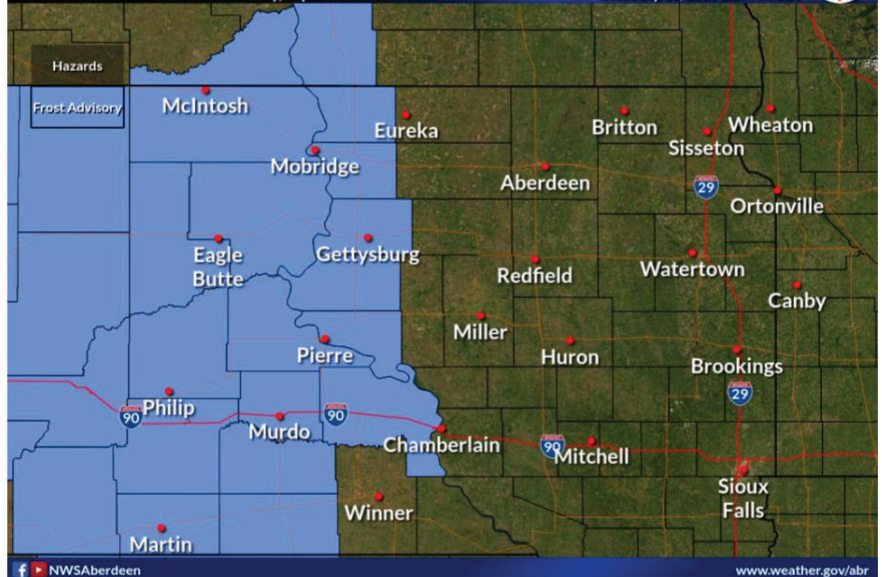 Hazards
Frost Advisory
McIntosh
Eureka
Britton
Wheaton
Sisseton
Mobridge
Aberdeen
29
Ortonville
Eagle
Butte
Gettysburg
Redfield
Watertown
Canby
Miller
Pierre
Huron
Brookings
29
Philip
90
90
Murdo
Chamberlain
90
Mitchell
Sioux
Falls
Winner
Martin
NWSAberdeen
www.weather.gov/abr